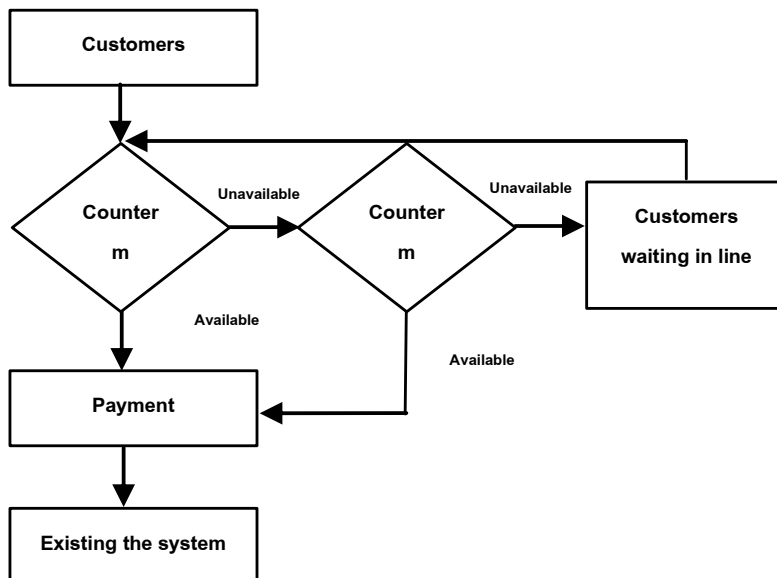 Customers
Unavailable
Unavailable
Counter
m
Counter
m
Customers
waiting in line
Available
Available
Payment
Existing the system